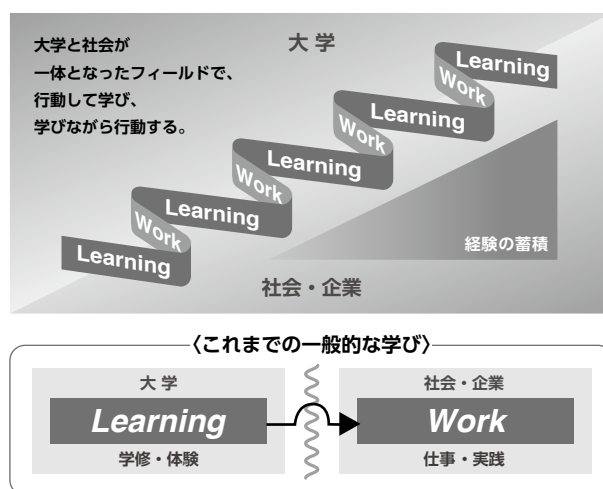 大学と社会が
一体となったフィールドで、
行動して学び、
学びながら行動する。
大学
Learning
Work
Learning
Work
Learning
Work
Learning
Work
Learning
経験の蓄積
社会・企業
〈これまでの一般的な学び〉
大学
Learning
学修・体験
社会・企業
Work
仕事・実践